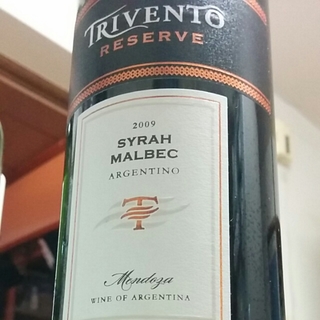 TRIVENTO
RESERVE
2009
SYRAH
MALBEC
ARGENTINO
Mendoza
WINE OF ARGENTINA